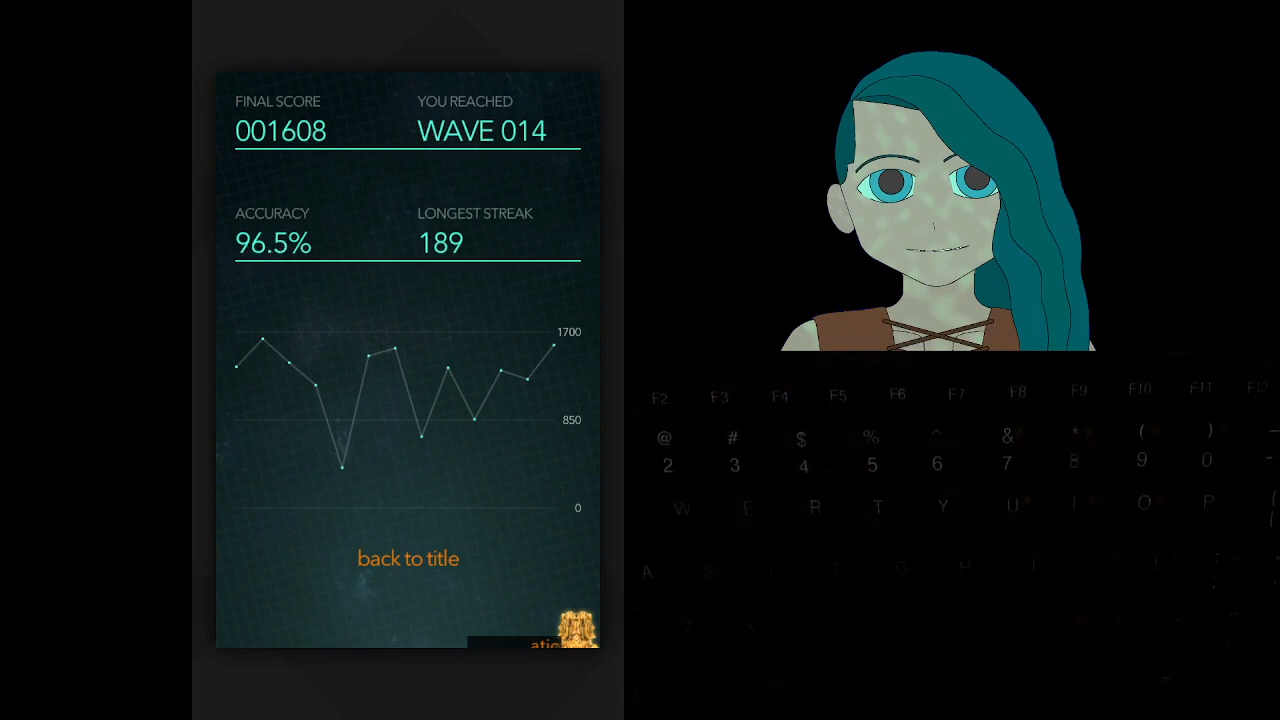 FINAL SCORE
YOU REACHED
001608
WAVE 014
ACCURACY
LONGEST STREAK
96.5%
189
1700
850
0
back to title
atic
F2 F3 F4 F5 F6 F7 F8 F9 F10 F11 F12
@ # $ % ^ & * ( )
2 3 4 5 6 7 8 9 0 -
W E R T Y U I O P
A